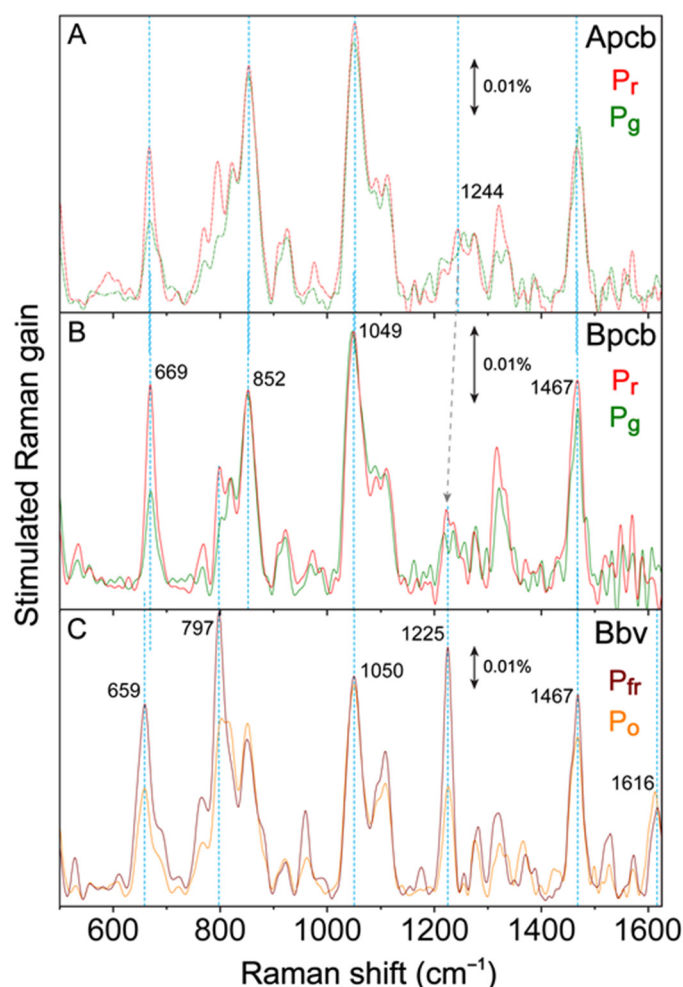 A
Apcb
Pr
Pg
0.01%
1244
B
Bpcb
Pr
Pg
0.01%
1049
669
852
1467
C
Bbv
Pfr
Po
0.01%
797
1225
659
1050
1467
1616
Stimulated Raman gain
600
800
1000
1200
1400
1600
Raman shift (cm⁻¹)